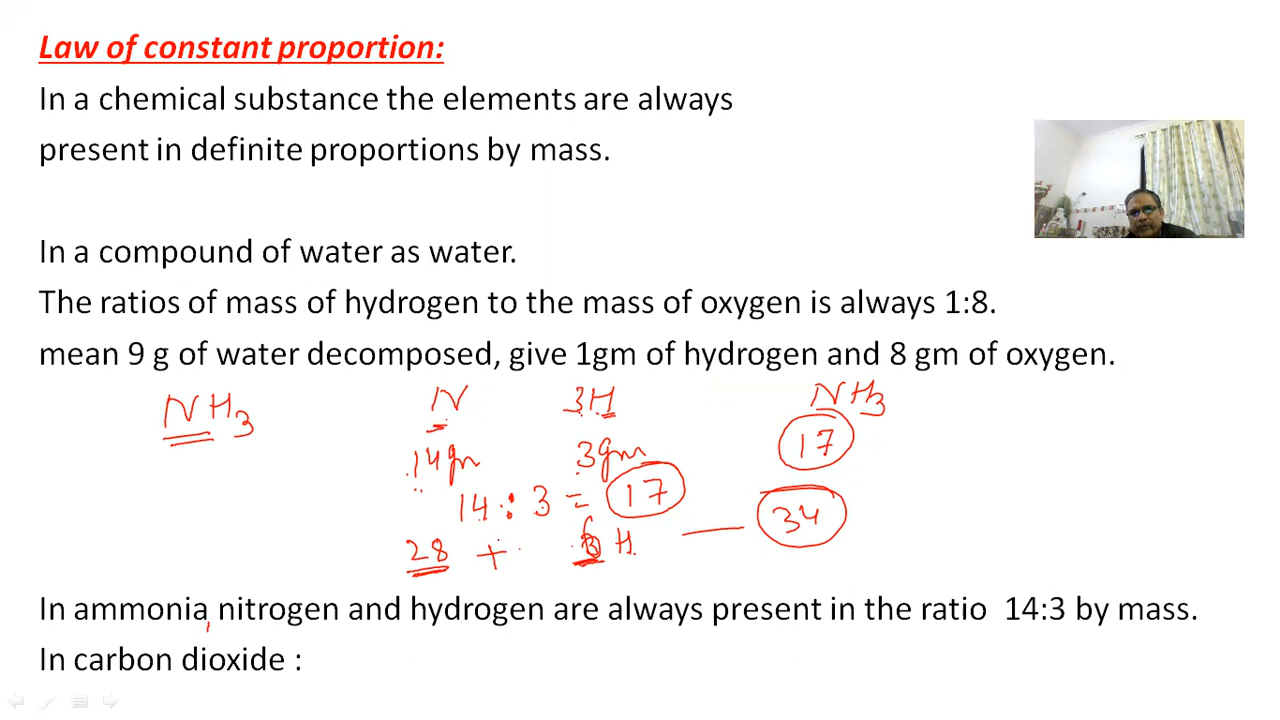 Law of constant proportion:
In a chemical substance the elements are always
present in definite proportions by mass.
In a compound of water as water.
The ratios of mass of hydrogen to the mass of oxygen is always 1:8.
mean 9 g of water decomposed, give 1gm of hydrogen and 8 gm of oxygen.
NH3 N 3H NH3
14gm 3gm 17
14 : 3 = 17
28 + 6 H — 34
In ammonia, nitrogen and hydrogen are always present in the ratio 14:3 by mass.
In carbon dioxide :